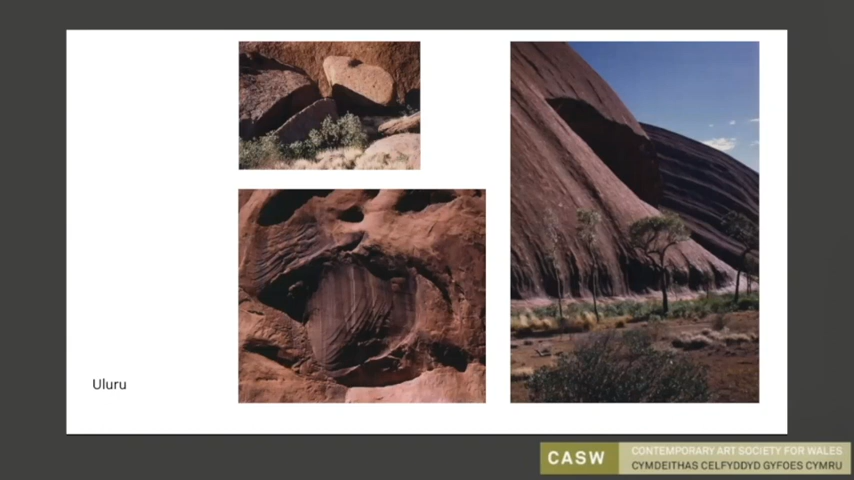 Uluru
CASW
CONTEMPORARY ART SOCIETY FOR WALES
CYMDEITHAS CELFYDDYD GYFOES CYMRU